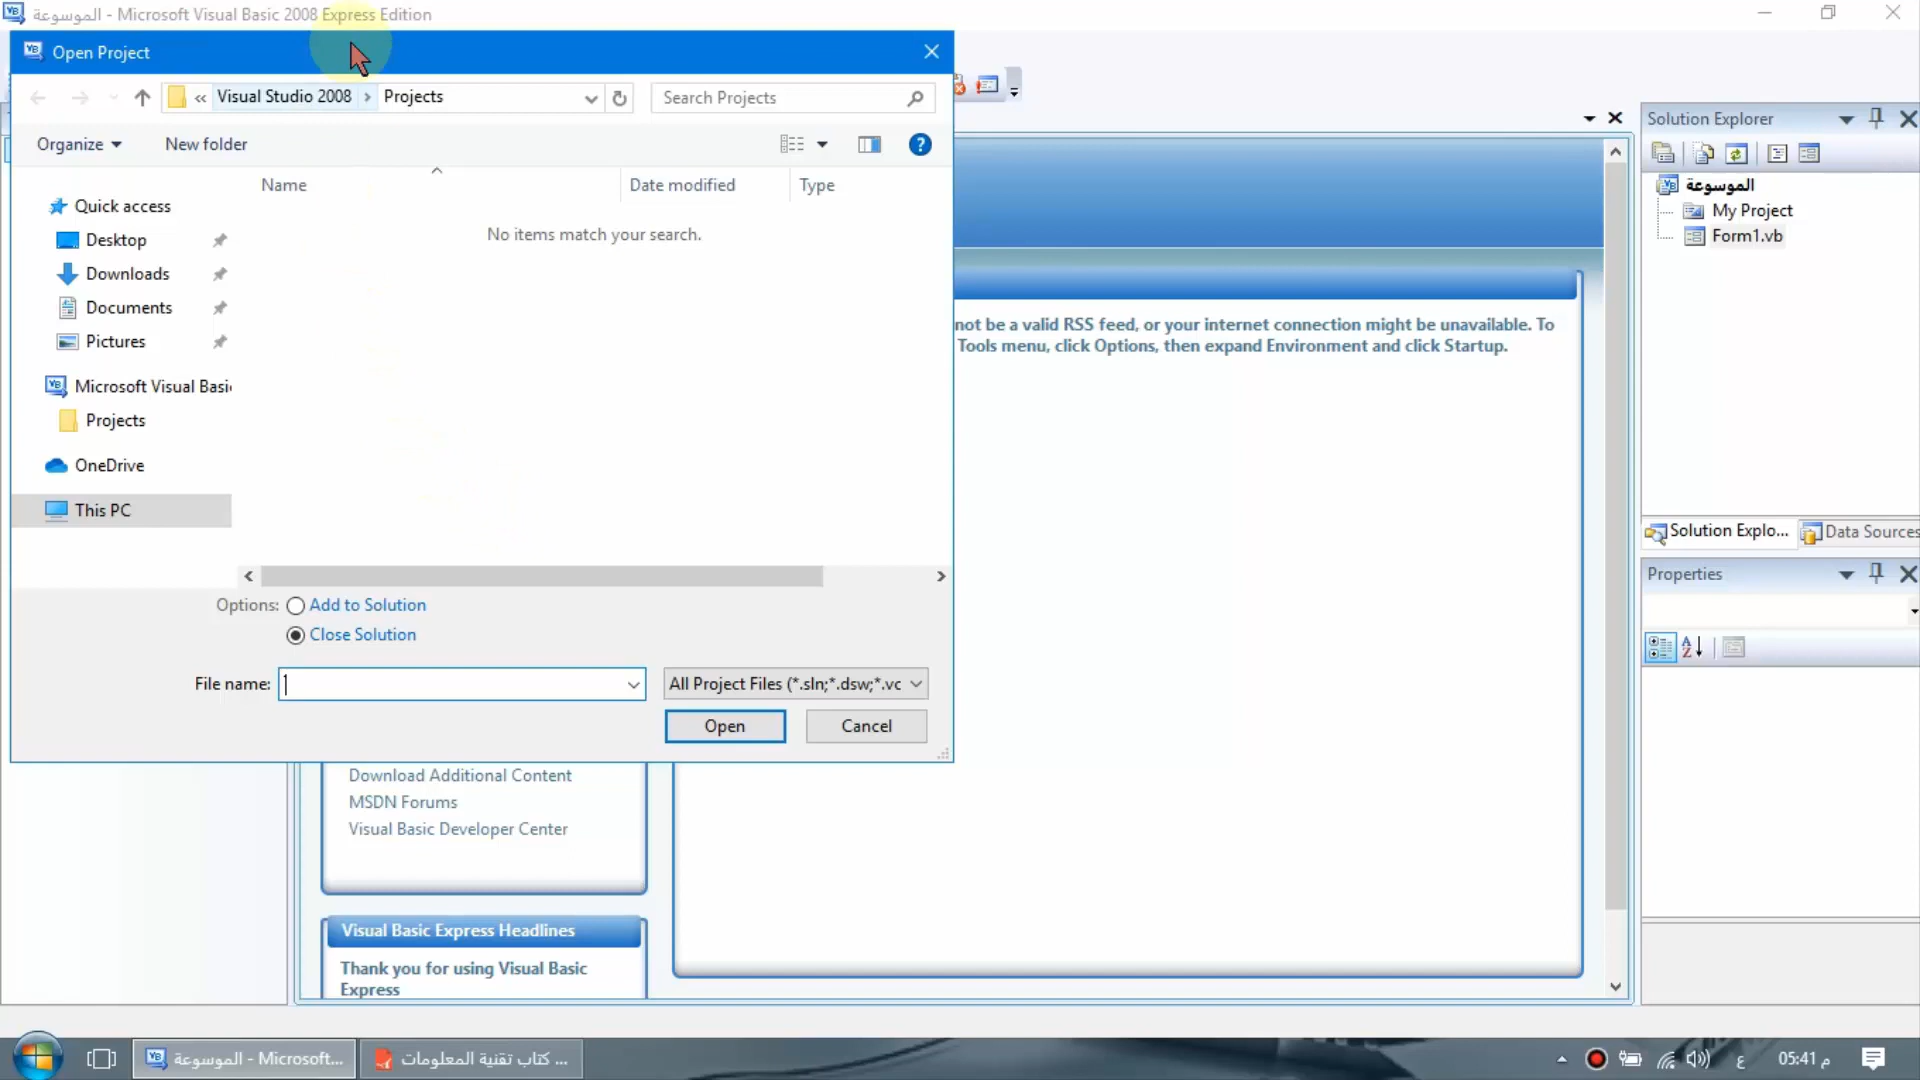 الموسوعة - Microsoft Visual Basic 2008 Express Edition
Open Project
« Visual Studio 2008 › Projects
Search Projects
Organize
New folder
Name
Date modified
Type
No items match your search.
Quick access
Desktop
Downloads
Documents
Pictures
Microsoft Visual Basi
Projects
OneDrive
This PC
Options:
Add to Solution
Close Solution
File name:
All Project Files (*.sln;*.dsw;*.vc
Open
Cancel
not be a valid RSS feed, or your internet connection might be unavailable. To
Tools menu, click Options, then expand Environment and click Startup.
Download Additional Content
MSDN Forums
Visual Basic Developer Center
Visual Basic Express Headlines
Thank you for using Visual Basic
Express
Solution Explorer
الموسوعة
My Project
Form1.vb
Solution Explo...
Data Sources
Properties
الموسوعة - Microsoft...
كتاب تقنية المعلومات ...
ع
05:41 م